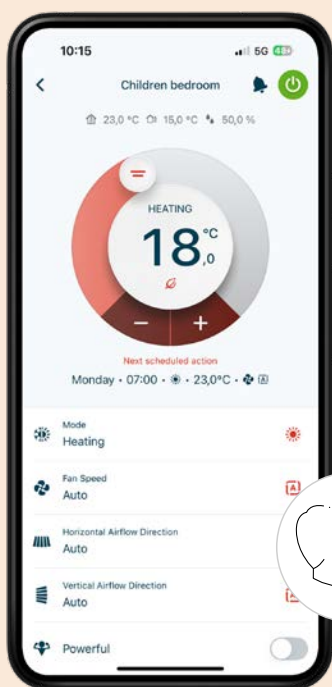 10:15 5G
Children bedroom
23,0 °C 15,0 °C 50,0 %
HEATING
18,0 °C
− +
Next scheduled action
Monday • 07:00 • 23,0°C • A
Mode
Heating
Fan Speed
Auto A
Horizontal Airflow Direction
Auto
Vertical Airflow Direction
Auto
Powerful